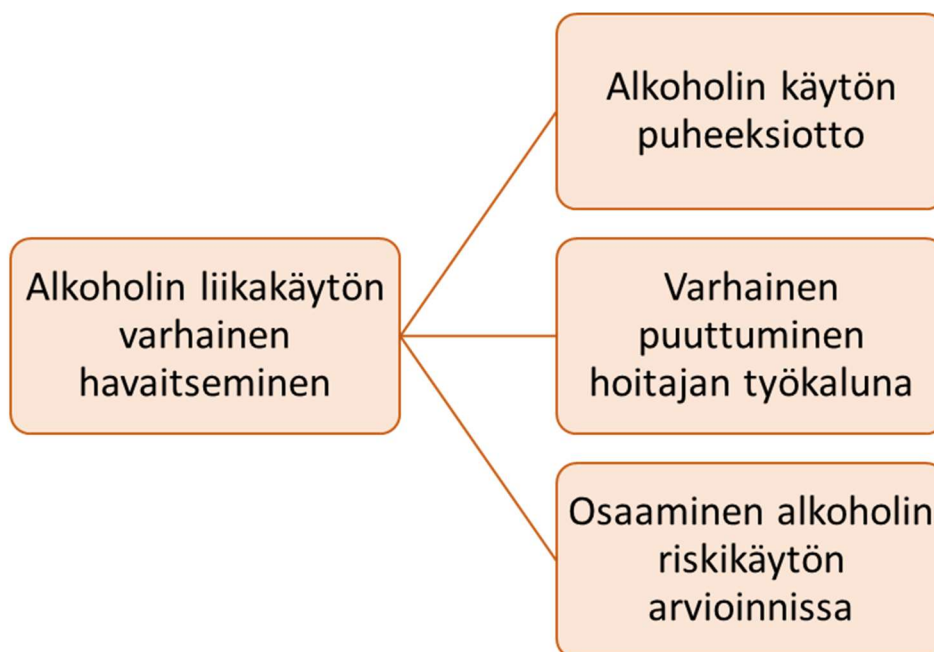 Alkoholin liikakäytön
varhainen
havaitseminen
Alkoholin käytön
puheeksiotto
Varhainen
puuttuminen
hoitajan työkaluna
Osaaminen alkoholin
riskikäytön
arvioinnissa